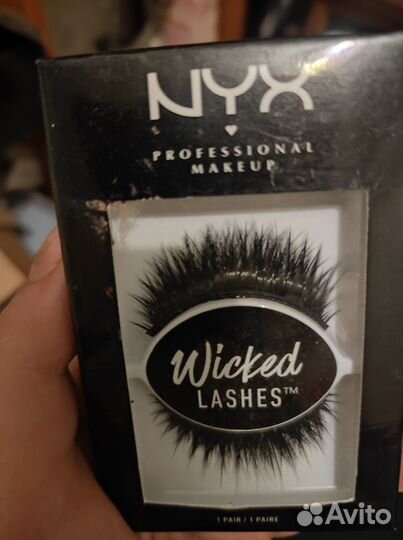 NYX
PROFESSIONAL
MAKEUP
Wicked
LASHES™
1 PAIR / 1 PAIRE
Avito